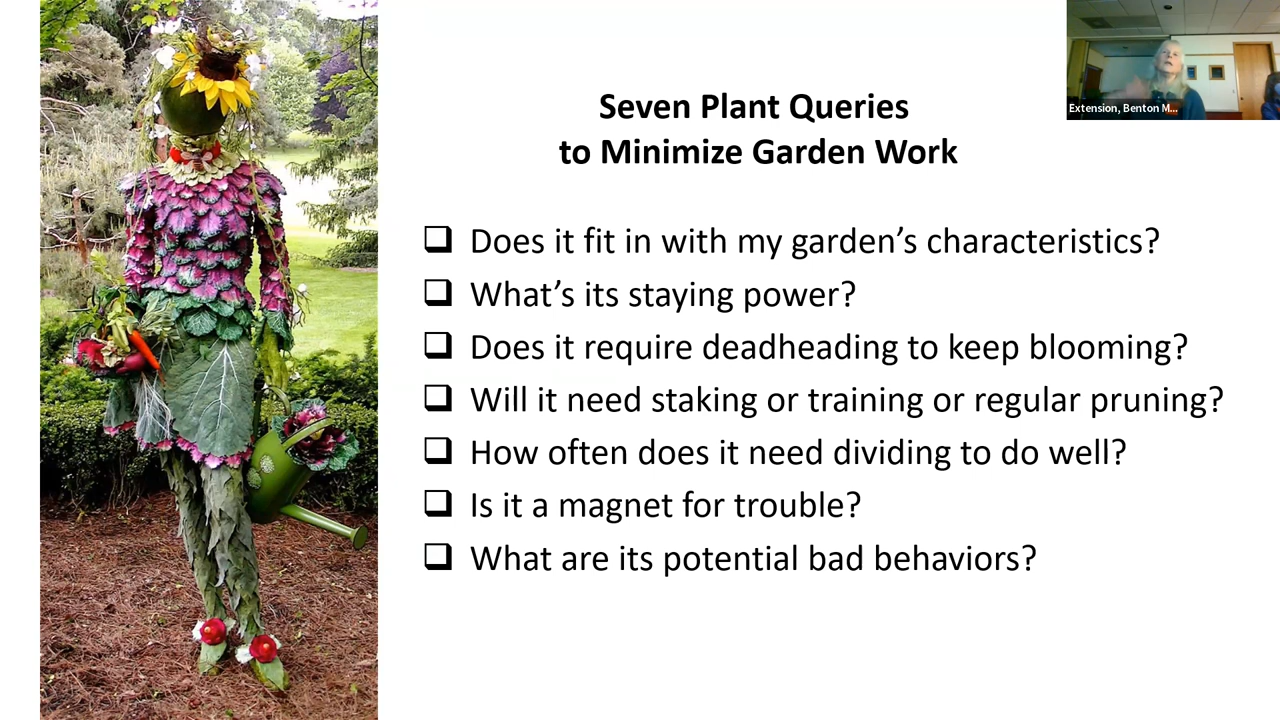 Extension, Benton M...
Seven Plant Queries
to Minimize Garden Work
❑ Does it fit in with my garden’s characteristics?
❑ What’s its staying power?
❑ Does it require deadheading to keep blooming?
❑ Will it need staking or training or regular pruning?
❑ How often does it need dividing to do well?
❑ Is it a magnet for trouble?
❑ What are its potential bad behaviors?